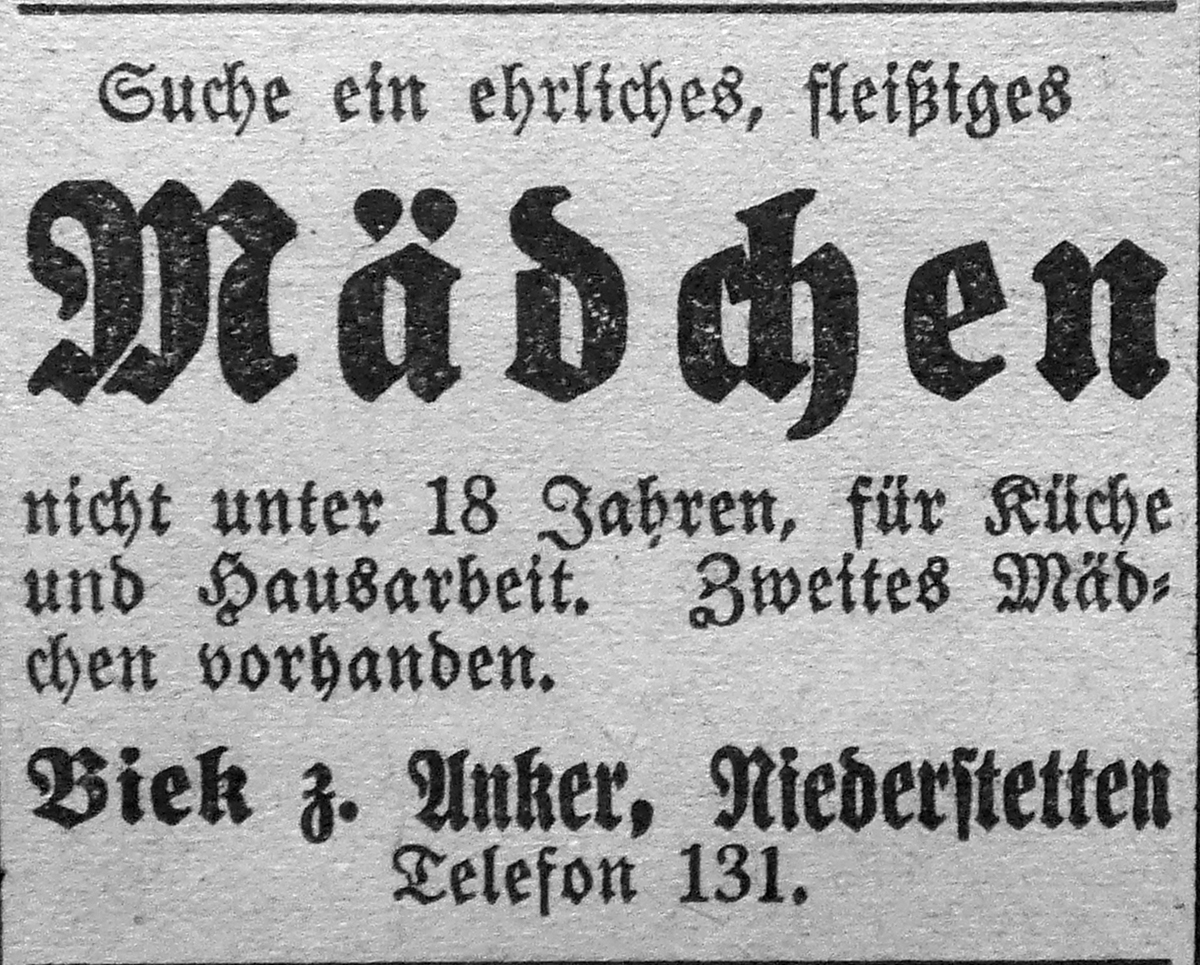 Suche ein ehrliches, fleißiges
Mädchen
nicht unter 18 Jahren, für Küche
und Hausarbeit. Zweites Mäd-
chen vorhanden.
Biek z. Anker, Niederstetten
Telefon 131.